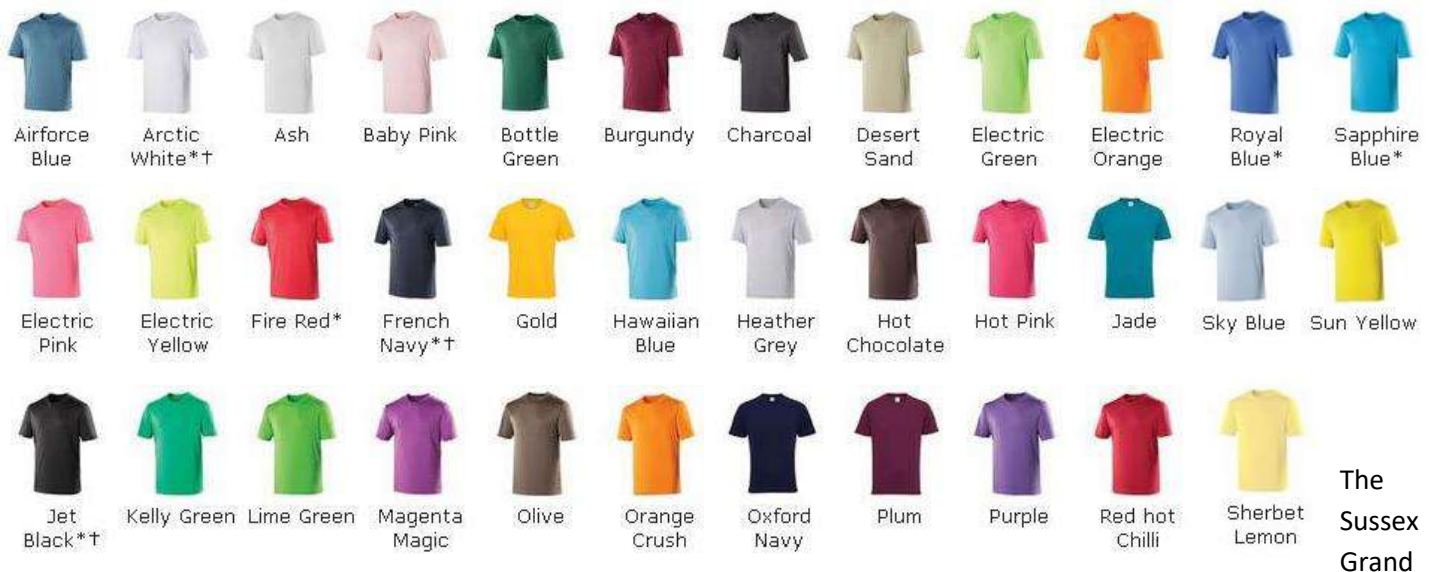 Airforce Blue
Arctic White*†
Ash
Baby Pink
Bottle Green
Burgundy
Charcoal
Desert Sand
Electric Green
Electric Orange
Royal Blue*
Sapphire Blue*
Electric Pink
Electric Yellow
Fire Red*
French Navy*†
Gold
Hawaiian Blue
Heather Grey
Hot Chocolate
Hot Pink
Jade
Sky Blue
Sun Yellow
Jet Black*†
Kelly Green
Lime Green
Magenta Magic
Olive
Orange Crush
Oxford Navy
Plum
Purple
Red hot Chilli
Sherbet Lemon
The
Sussex
Grand